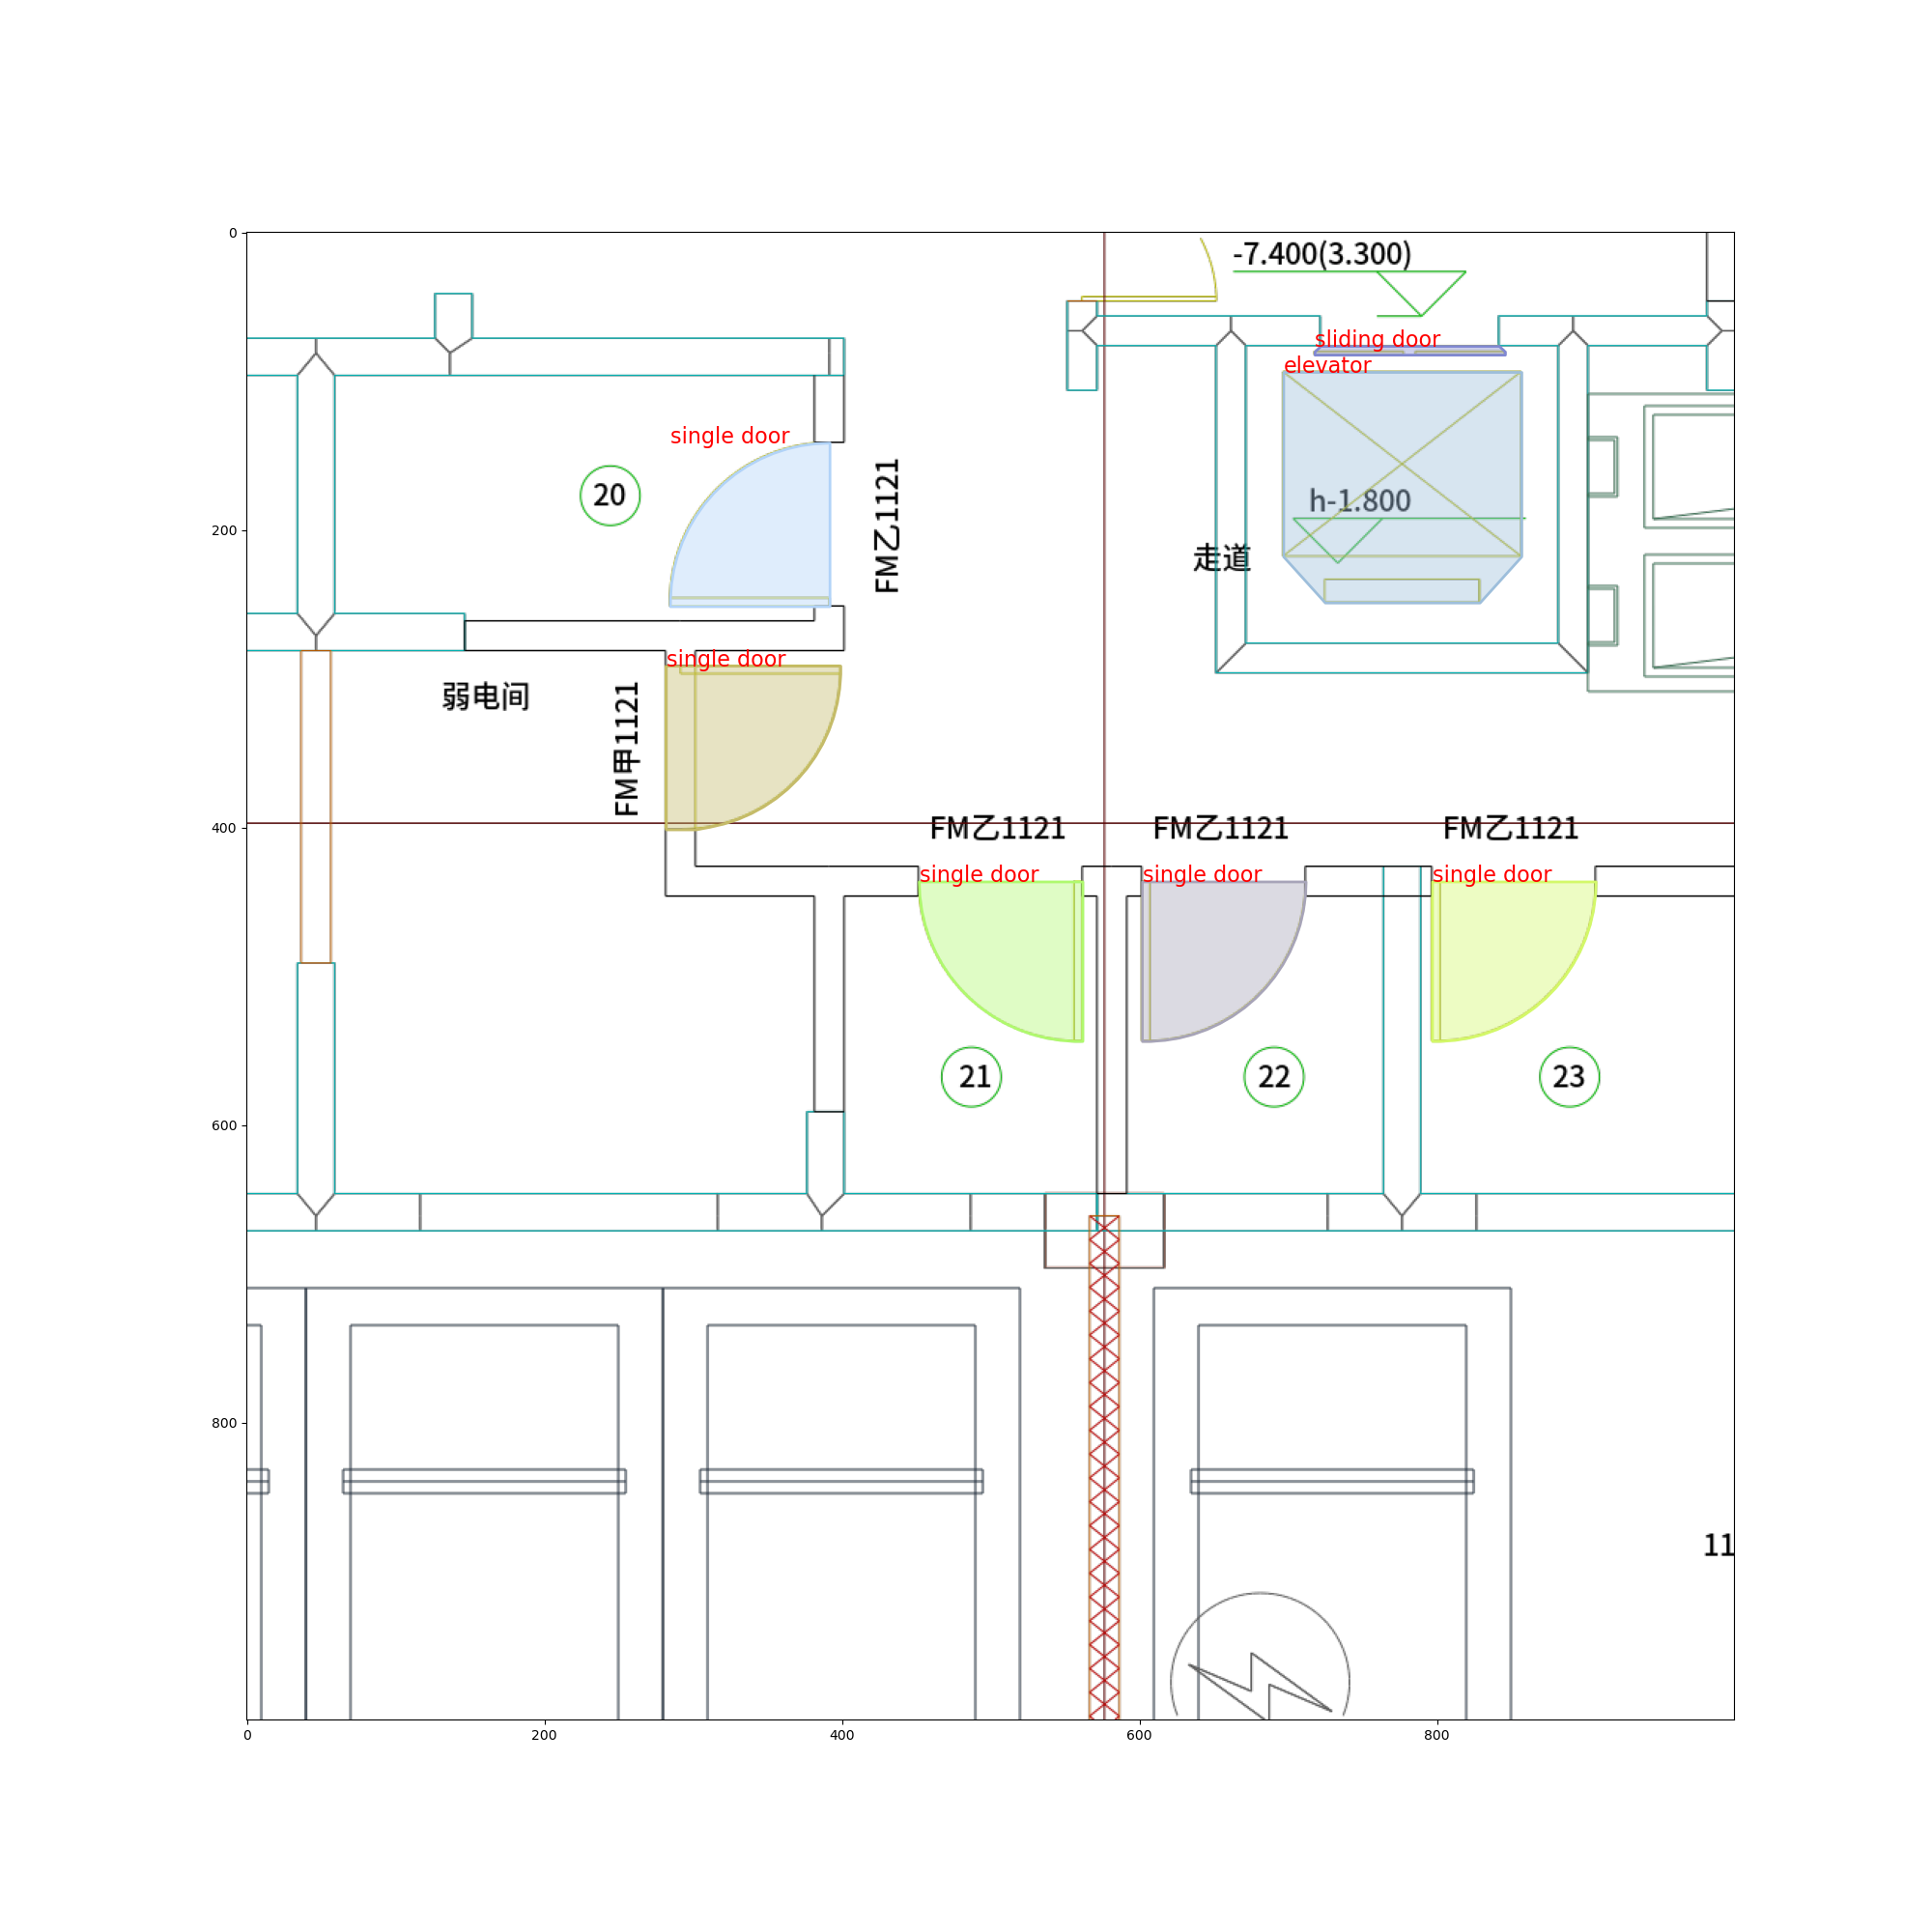 0
-7.400(3.300)
sliding door
elevator
single door
20
FM乙1121
200
h-1.800
走道
single door
弱电间
FM甲1121
400
FM乙1121
FM乙1121
FM乙1121
single door
single door
single door
21
22
23
600
800
11
0
200
400
600
800